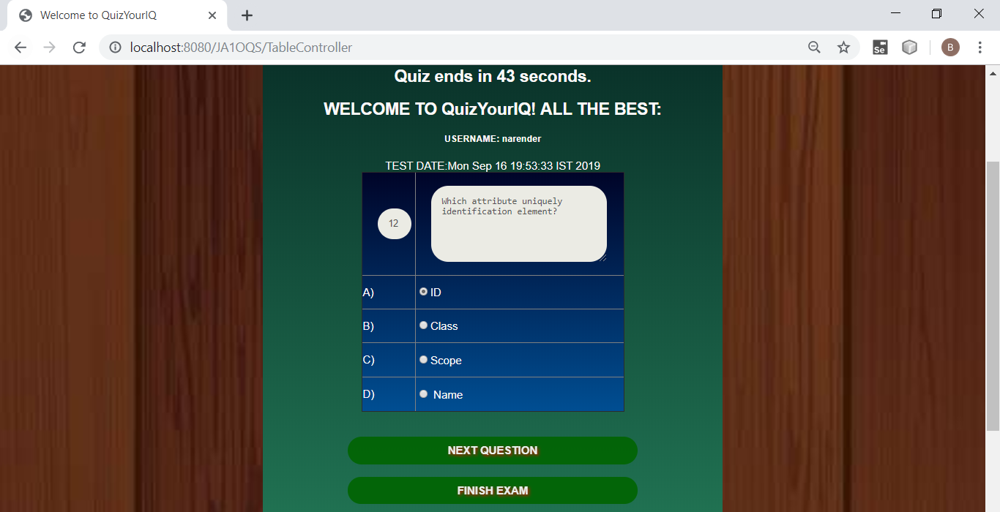 Welcome to QuizYourIQ
localhost:8080/JA1OQS/TableController
Se
B
Quiz ends in 43 seconds.
WELCOME TO QuizYourIQ! ALL THE BEST:
USERNAME: narender
TEST DATE:Mon Sep 16 19:53:33 IST 2019
12
Which attribute uniquely
identification element?
A) ID
B) Class
C) Scope
D) Name
NEXT QUESTION
FINISH EXAM